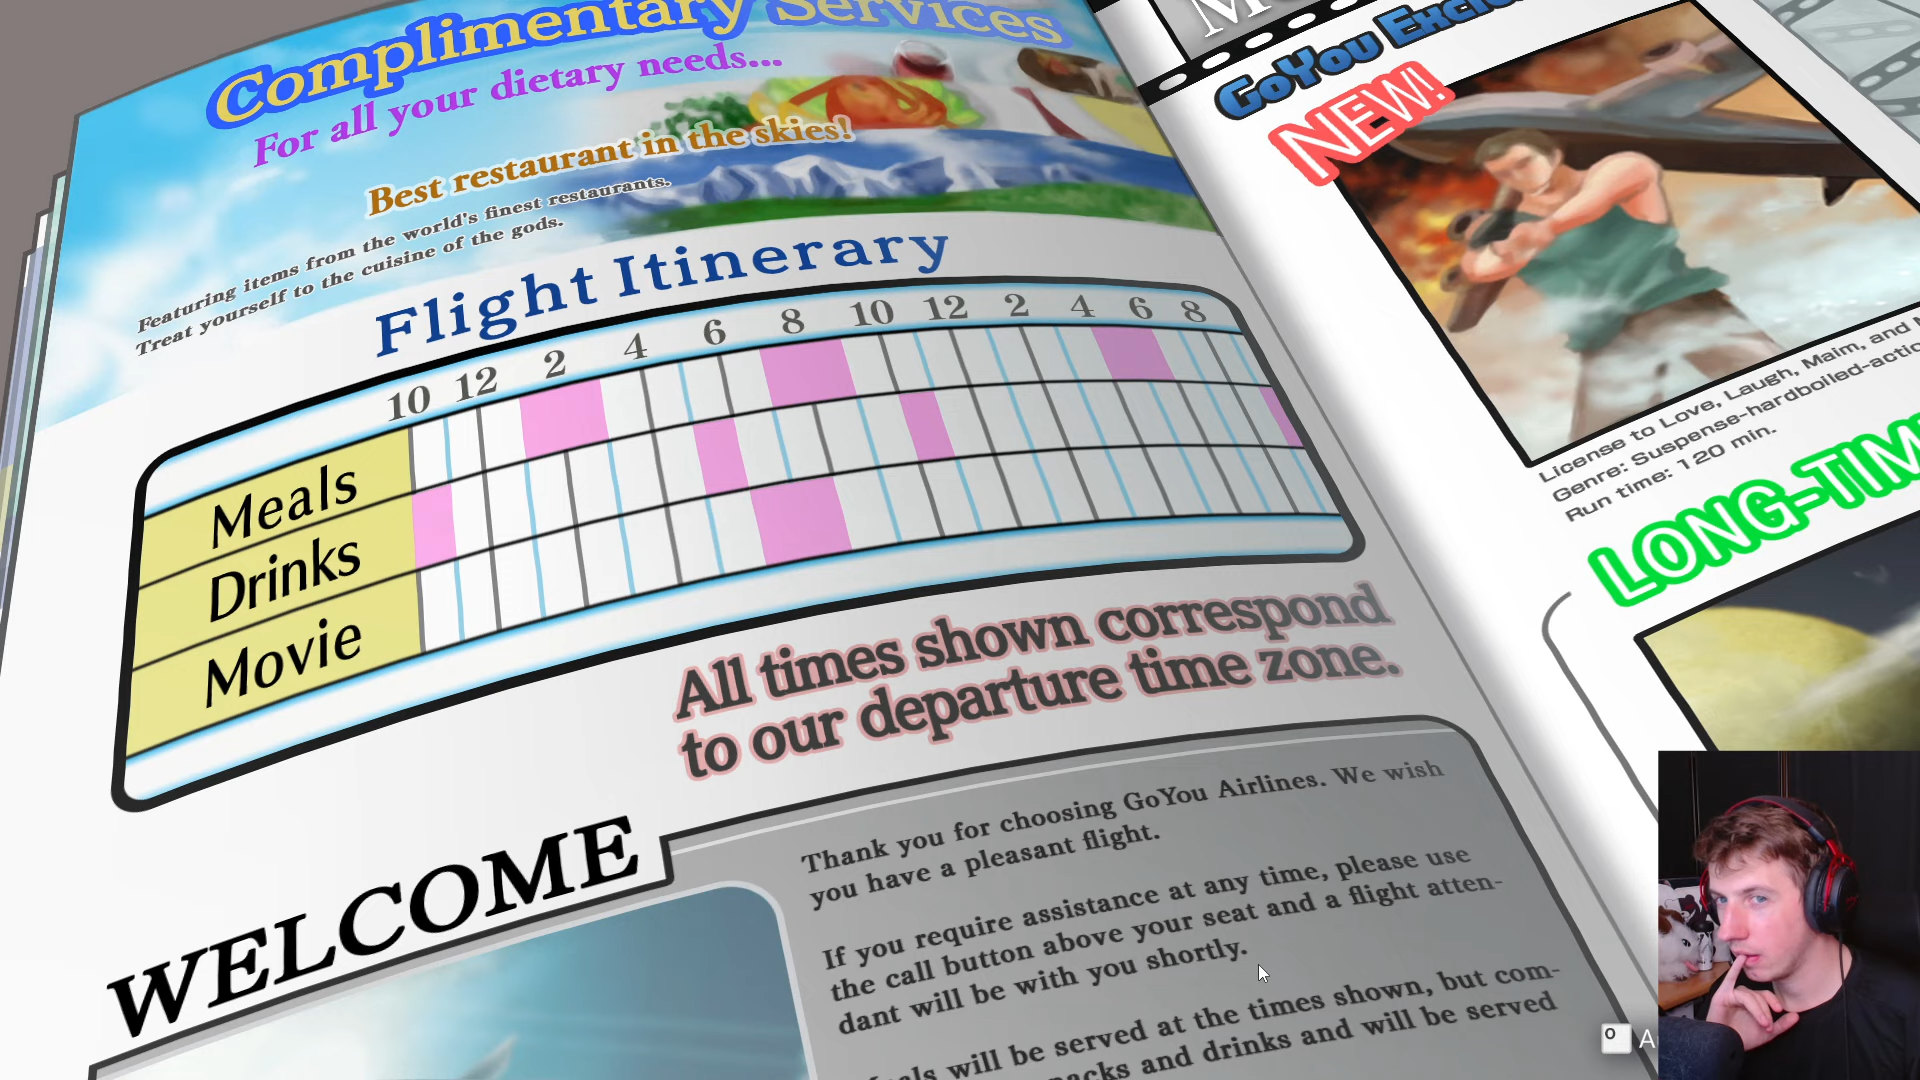 Complimentary Services
For all your dietary needs...
Best restaurant in the skies!
Featuring items from the world's finest restaurants.
Treat yourself to the cuisine of the gods.
Flight Itinerary
10 12 2 4 6 8 10 12 2 4 6 8
Meals
Drinks
Movie
All times shown correspond
to our departure time zone.
WELCOME
Thank you for choosing GoYou Airlines. We wish
you have a pleasant flight.
If you require assistance at any time, please use
the call button above your seat and a flight atten-
dant will be with you shortly.
will be served at the times shown, but com-
snacks and drinks and will be served
GoYou
NEW!
License to Love, Laugh, Maim, and
Genre: Suspense-hardboiled-actio
Run time: 120 min.
LONG-TIM
O A